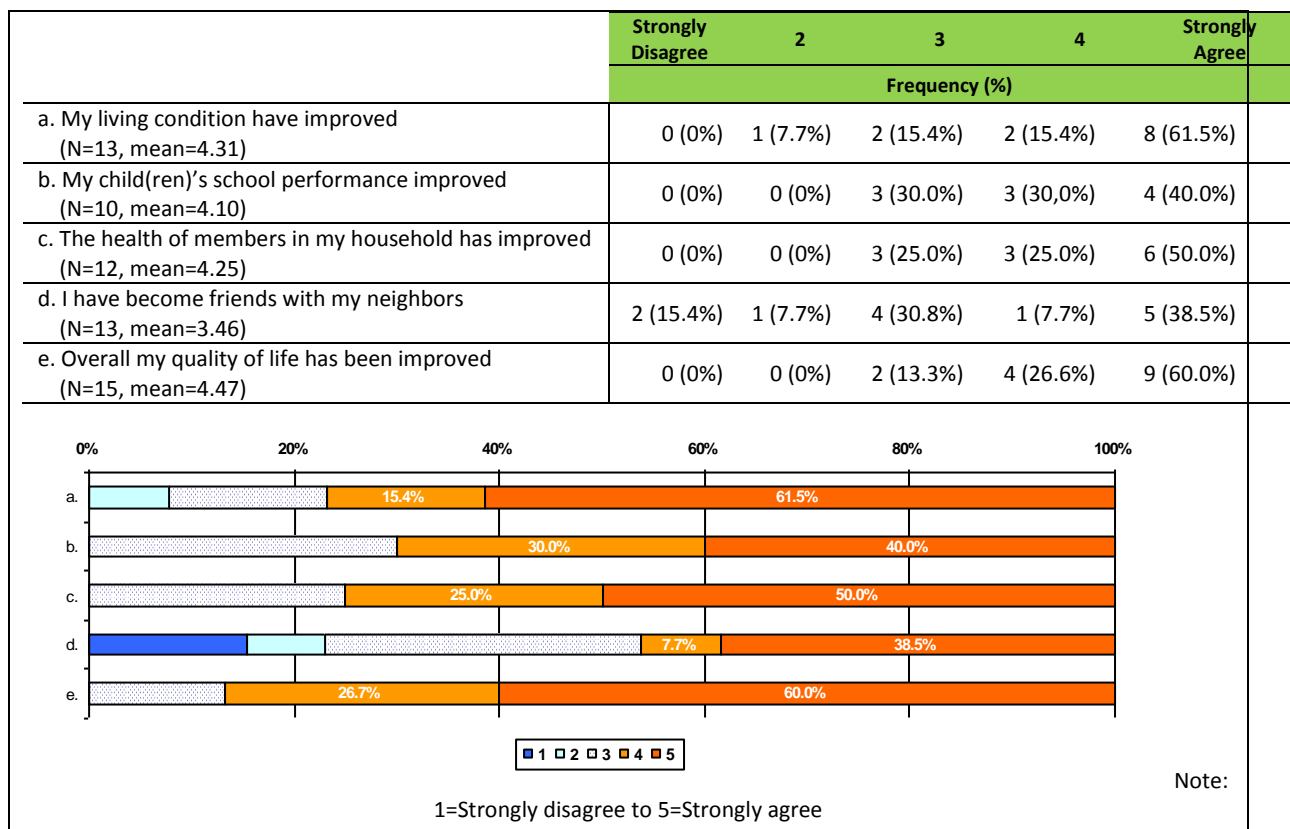 Strongly Disagree 2 3 4 Strongly Agree
Frequency (%)
a. My living condition have improved
(N=13, mean=4.31) 0 (0%) 1 (7.7%) 2 (15.4%) 2 (15.4%) 8 (61.5%)
b. My child(ren)’s school performance improved
(N=10, mean=4.10) 0 (0%) 0 (0%) 3 (30.0%) 3 (30,0%) 4 (40.0%)
c. The health of members in my household has improved
(N=12, mean=4.25) 0 (0%) 0 (0%) 3 (25.0%) 3 (25.0%) 6 (50.0%)
d. I have become friends with my neighbors
(N=13, mean=3.46) 2 (15.4%) 1 (7.7%) 4 (30.8%) 1 (7.7%) 5 (38.5%)
e. Overall my quality of life has been improved
(N=15, mean=4.47) 0 (0%) 0 (0%) 2 (13.3%) 4 (26.6%) 9 (60.0%)
0% 20% 40% 60% 80% 100%
a. 15.4% 61.5%
b. 30.0% 40.0%
c. 25.0% 50.0%
d. 7.7% 38.5%
e. 26.7% 60.0%
1 2 3 4 5
Note:
1=Strongly disagree to 5=Strongly agree